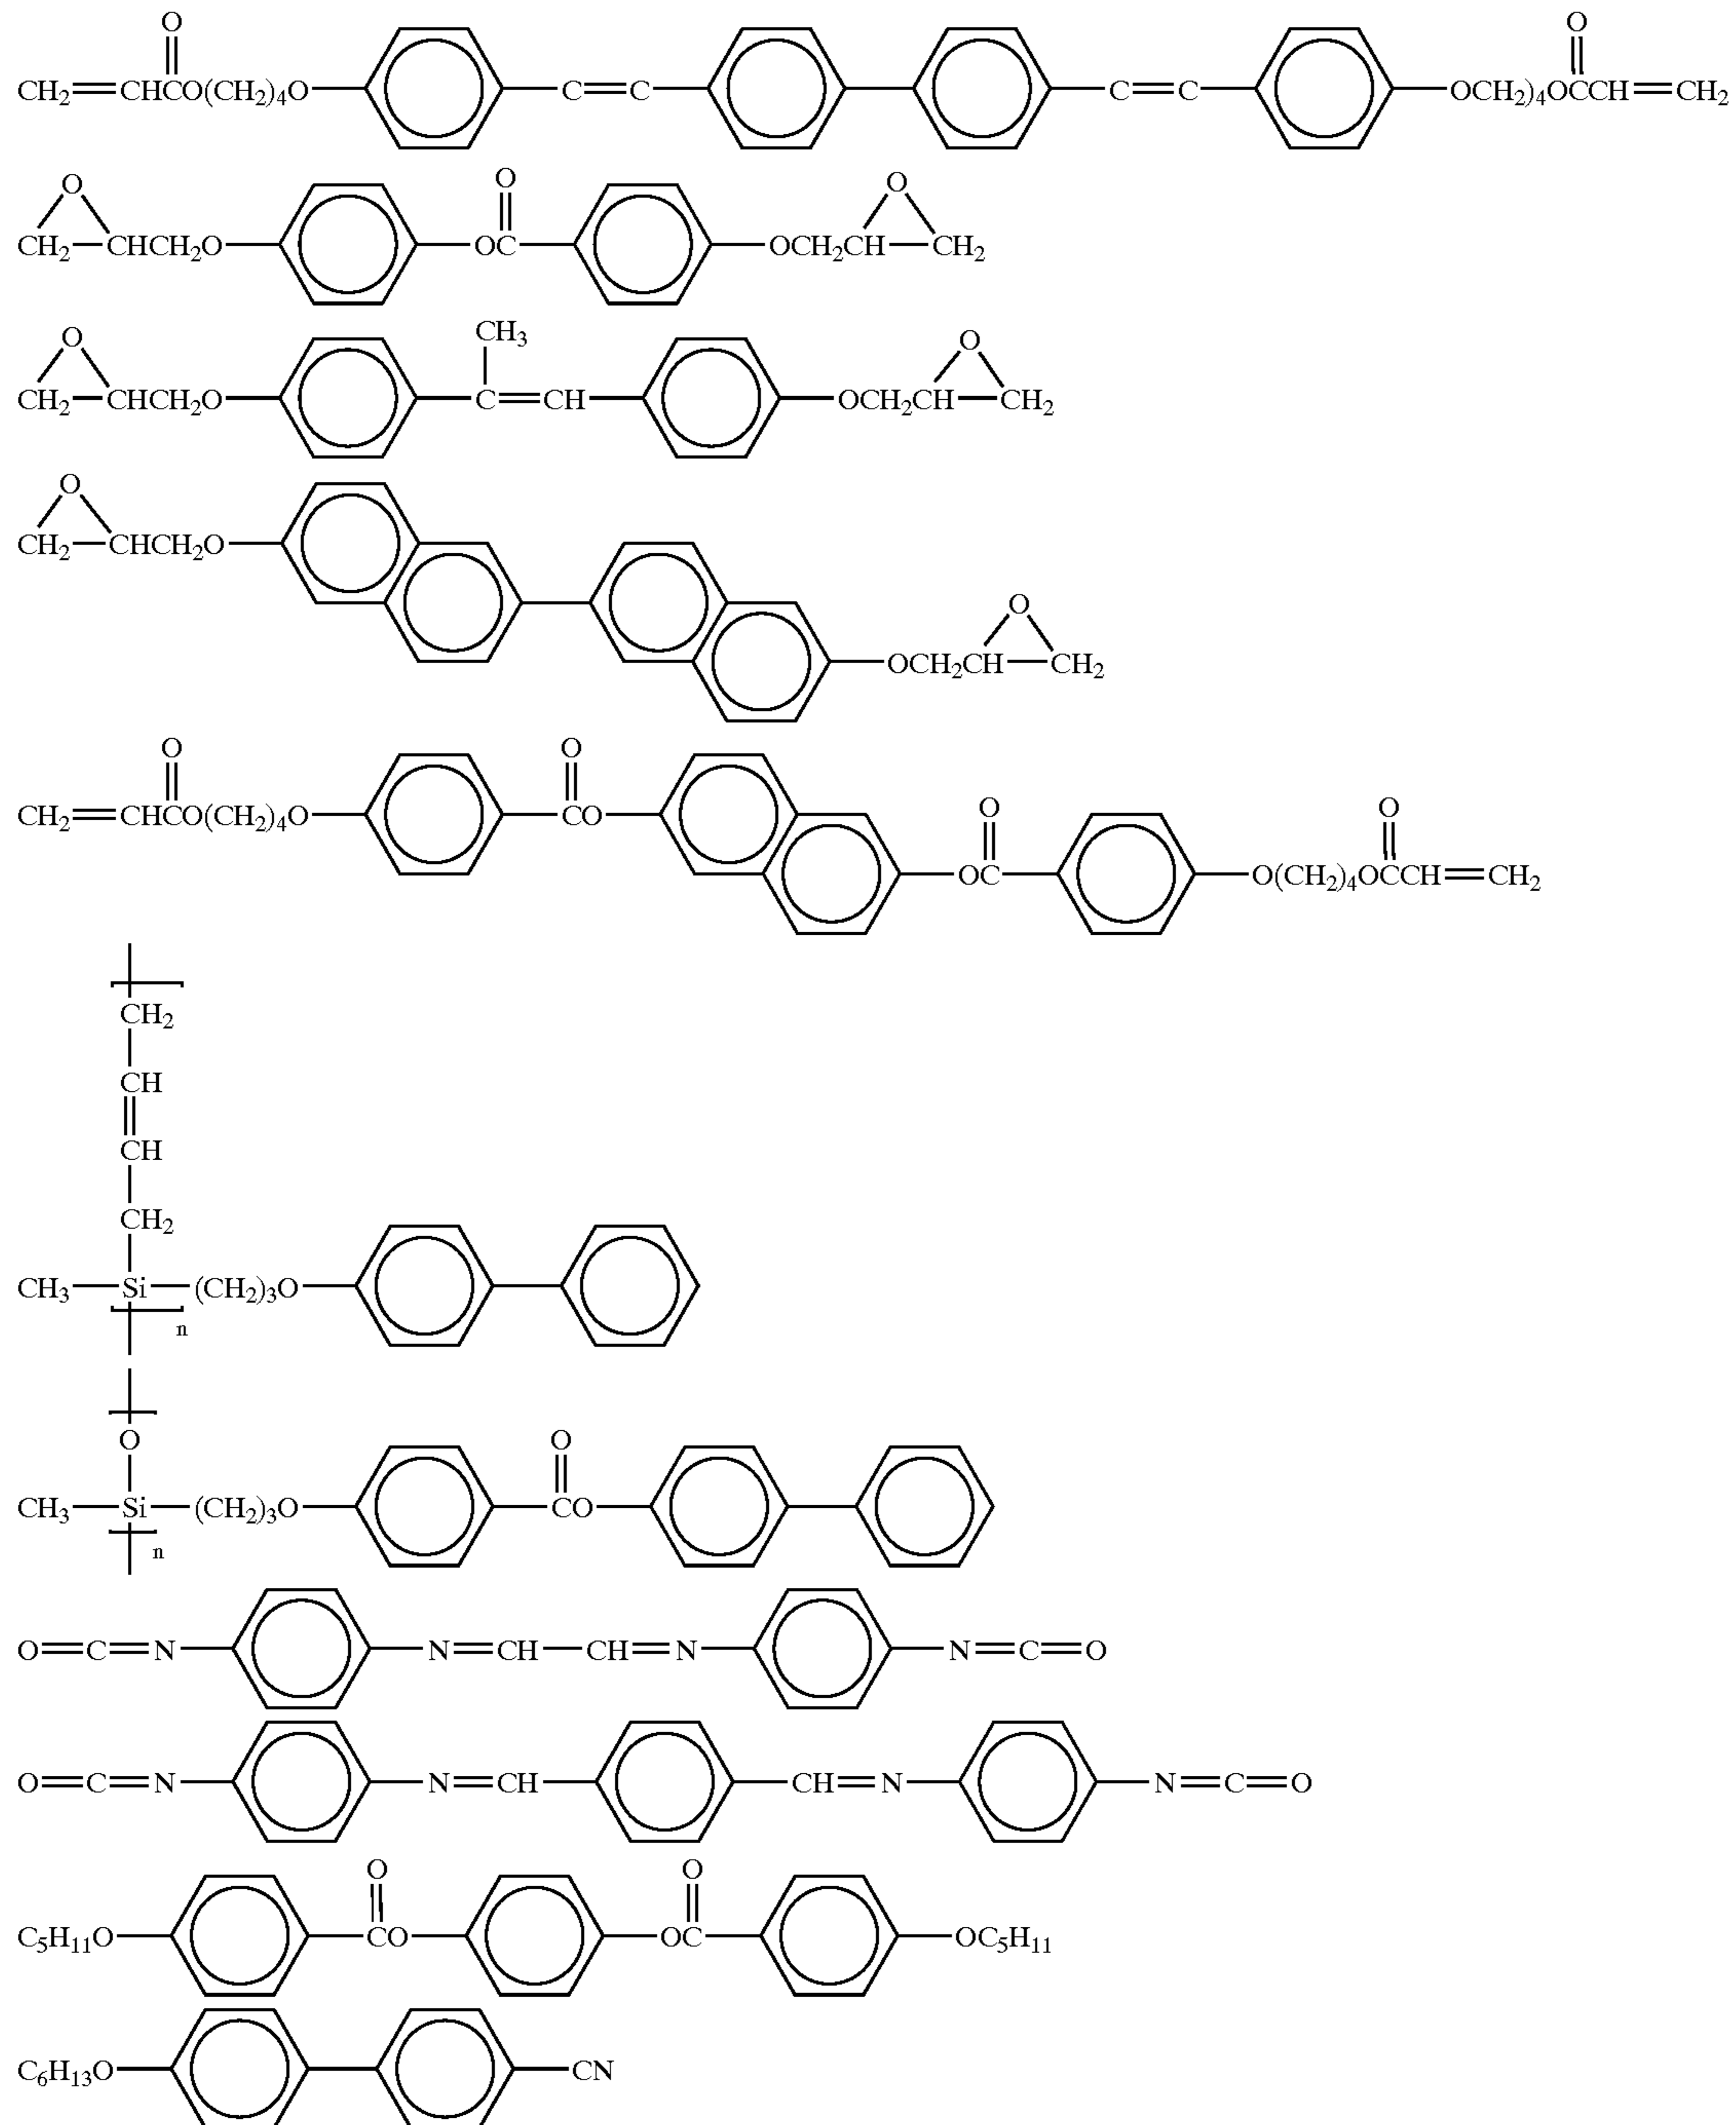 O O
CH2 CHCO(CH2)4O C C C C OCH2)4OCCH CH2
O O O
CH2 CHCH2O OC OCH2CH CH2
O CH3 O
CH2 CHCH2O C CH OCH2CH CH2
O
CH2 CHCH2O
O
OCH2CH CH2
O O
CH2 CHCO(CH2)4O CO
O O
OC O(CH2)4OCCH CH2
CH2
CH
CH
CH2
CH3 Si (CH2)3O
n
O O
CH3 Si (CH2)3O CO
n
O C N N CH CH N N C O
O C N N CH CH N N C O
O O
C5H11O CO OC OC5H11
C6H13O CN